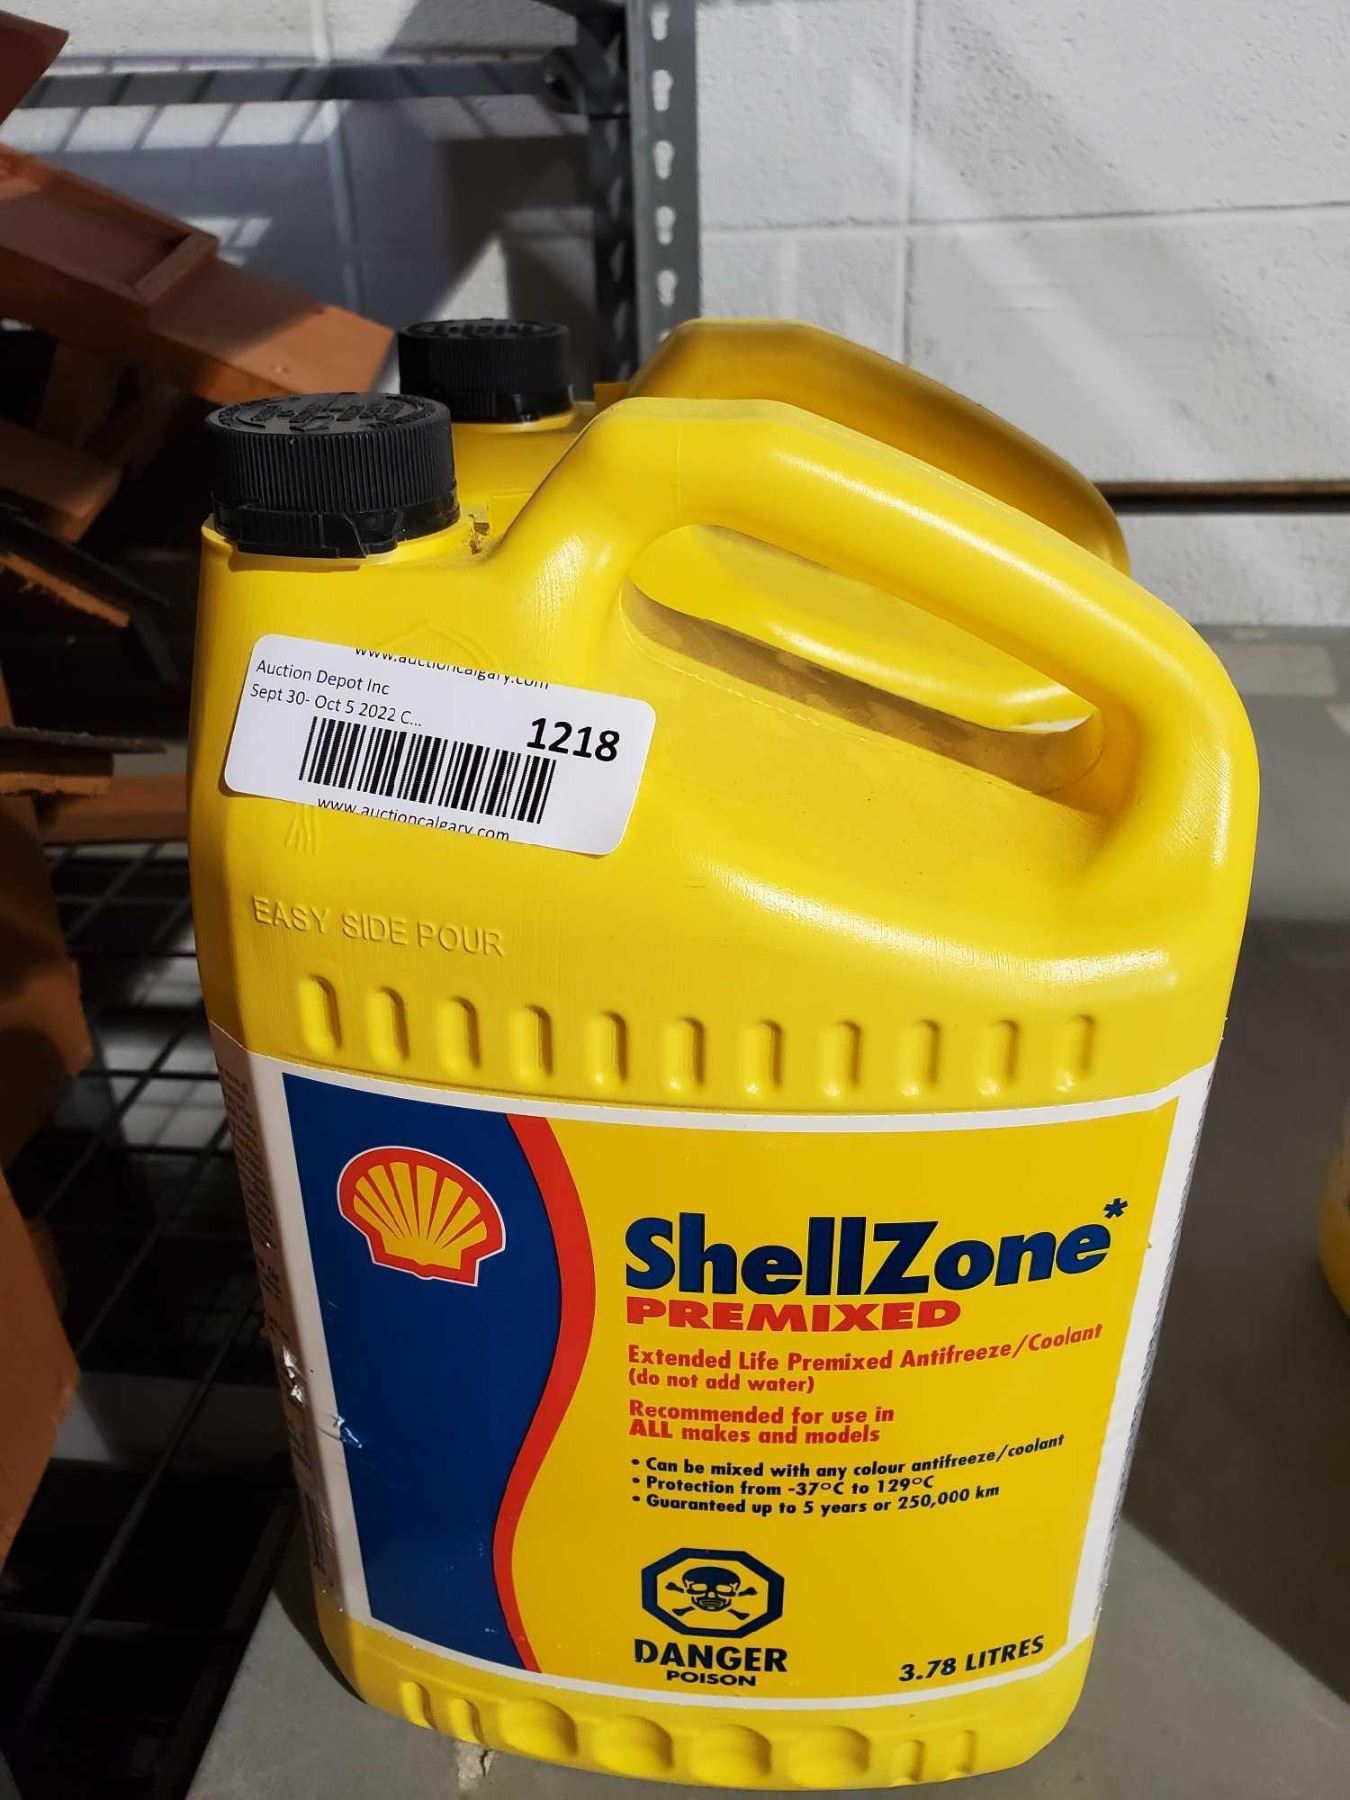 www.auctioncalgary.com
Auction Depot Inc
Sept 30- Oct 5 2022 C...
1218
www.auctioncalgary.com
EASY SIDE POUR
ShellZone*
PREMIXED
Extended Life Premixed Antifreeze/Coolant
(do not add water)
Recommended for use in
ALL makes and models
• Can be mixed with any colour antifreeze/coolant
• Protection from -37°C to 129°C
• Guaranteed up to 5 years or 250,000 km
DANGER
POISON
3.78 LITRES